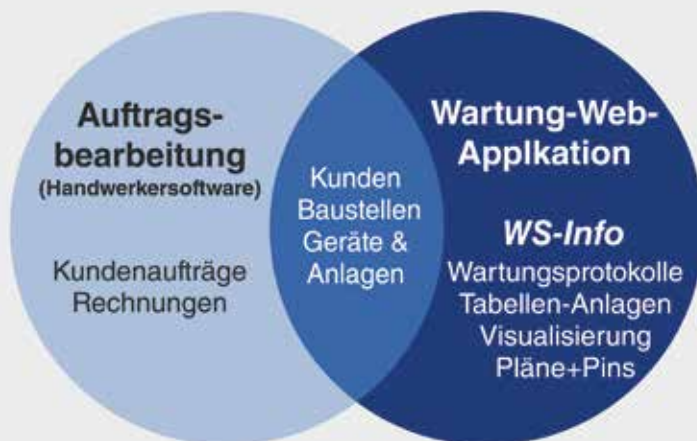 Auftrags-
bearbeitung
(Handwerkersoftware)
Kundenaufträge
Rechnungen
Kunden
Baustellen
Geräte &
Anlagen
Wartung-Web-
Applkation
WS-Info
Wartungsprotokolle
Tabellen-Anlagen
Visualisierung
Pläne+Pins